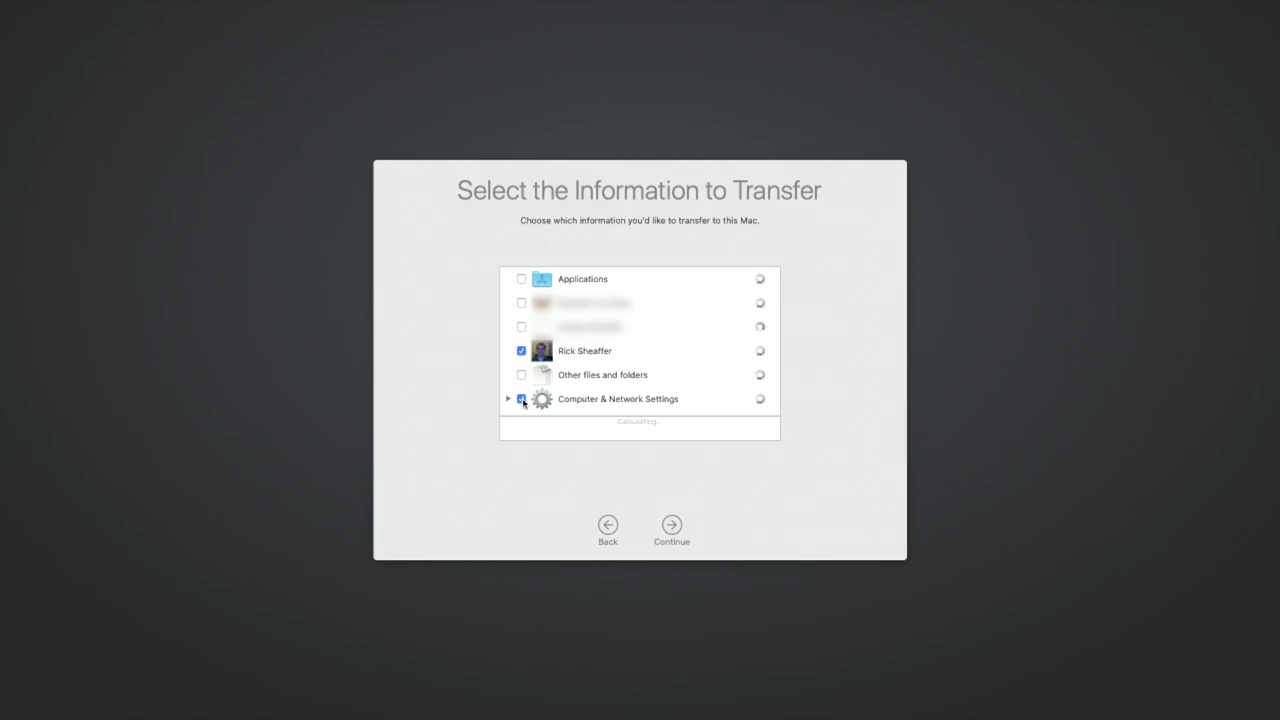 Select the Information to Transfer
Choose which information you'd like to transfer to this Mac.
Applications
Rick Sheaffer
Other files and folders
Computer & Network Settings
Calculating...
Back
Continue